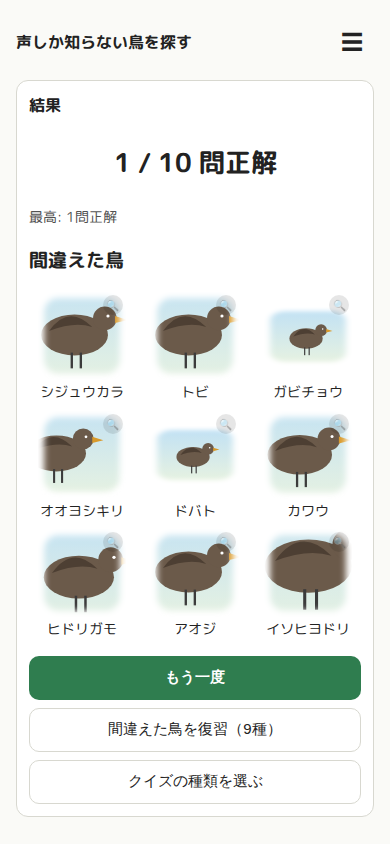 声しか知らない鳥を探す
結果
1 / 10 問正解
最高: 1問正解
間違えた鳥
シジュウカラ
トビ
ガビチョウ
オオヨシキリ
ドバト
カワウ
ヒドリガモ
アオジ
イソヒヨドリ
もう一度
間違えた鳥を復習（9種）
クイズの種類を選ぶ